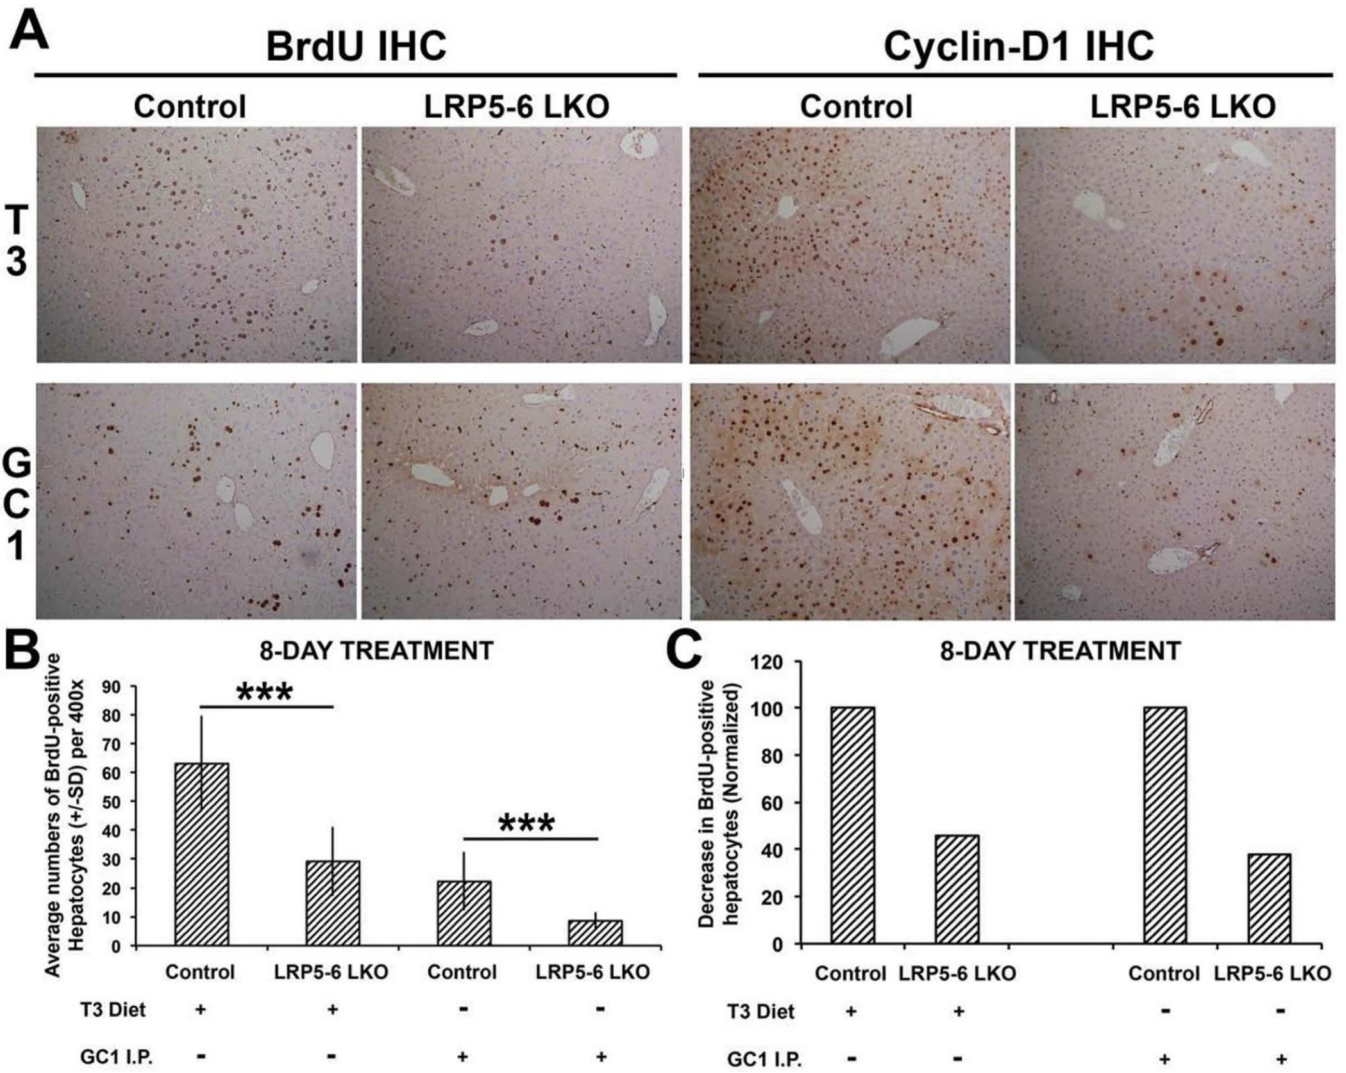 A
BrdU IHC
Cyclin-D1 IHC
Control
LRP5-6 LKO
Control
LRP5-6 LKO
T3
GC1
B
8-DAY TREATMENT
Average numbers of BrdU-positive
Hepatocytes (+/-SD) per 400x
90
80
70
60
50
40
30
20
10
0
***
***
Control LRP5-6 LKO Control LRP5-6 LKO
T3 Diet + + - -
GC1 I.P. - - + +
C
8-DAY TREATMENT
Decrease in BrdU-positive
hepatocytes (Normalized)
120
100
80
60
40
20
0
Control LRP5-6 LKO Control LRP5-6 LKO
T3 Diet + + - -
GC1 I.P. - - + +